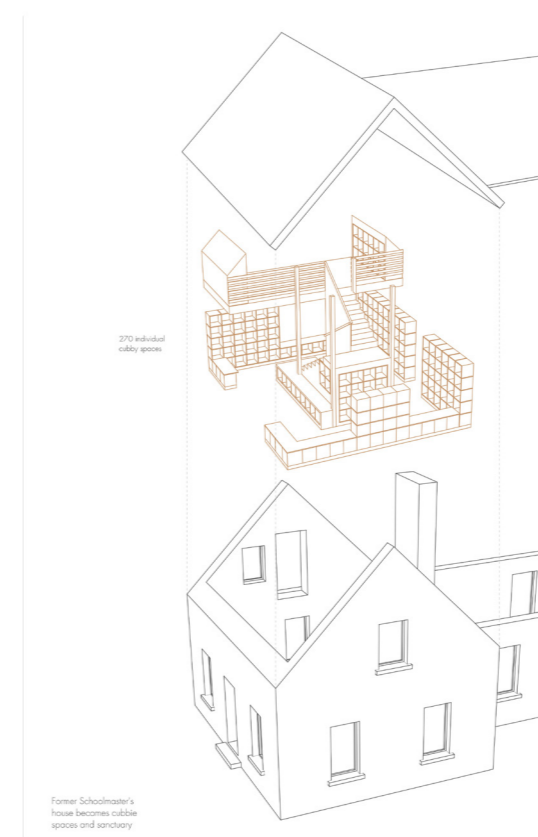 270 individual
cubby spaces
Former Schoolmaster's
house becomes cubbie
spaces and sanctuary